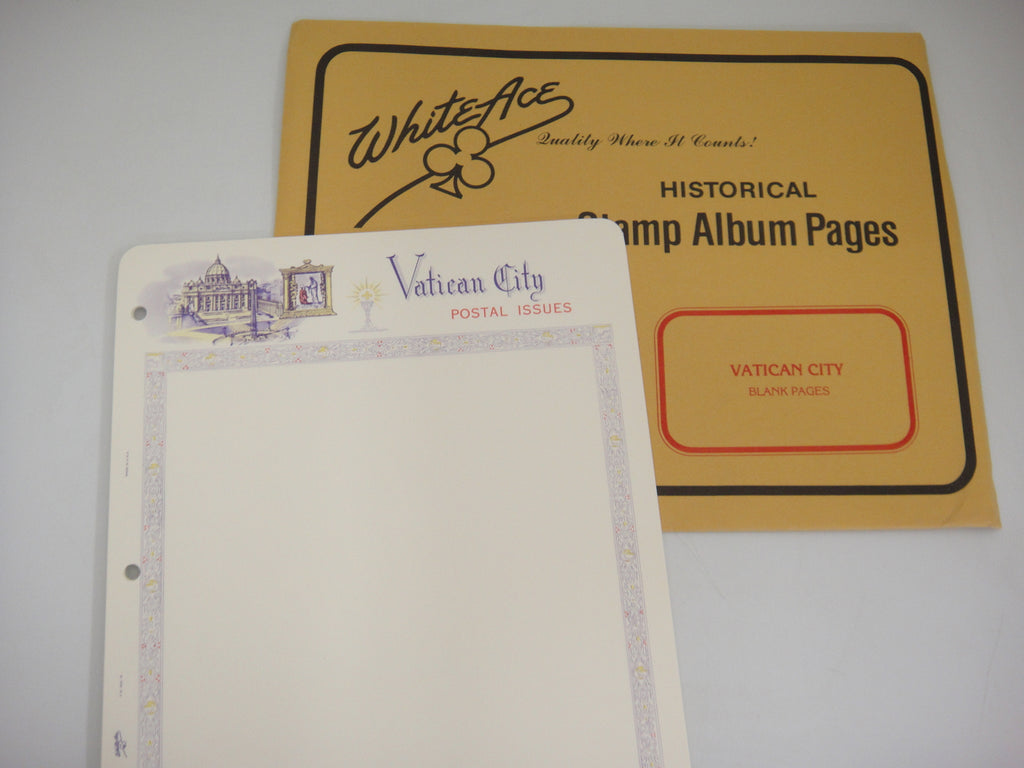 White Ace
Quality Where It Counts!
HISTORICAL
Stamp Album Pages
VATICAN CITY
BLANK PAGES
Vatican City
POSTAL ISSUES